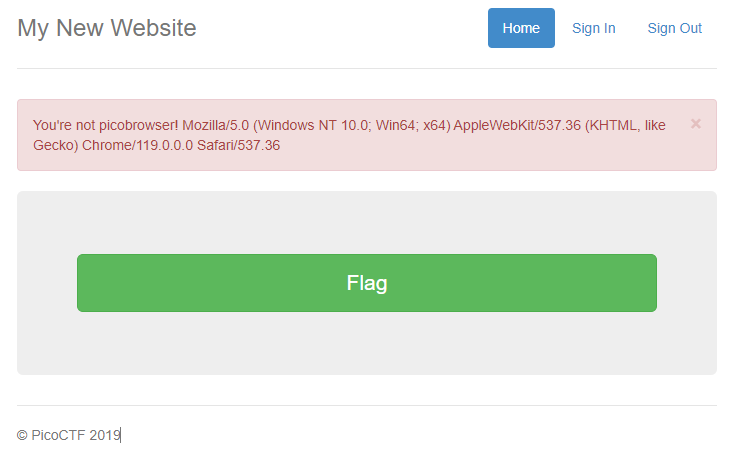 My New Website
Home
Sign In
Sign Out
You're not picobrowser! Mozilla/5.0 (Windows NT 10.0; Win64; x64) AppleWebKit/537.36 (KHTML, like
Gecko) Chrome/119.0.0.0 Safari/537.36
×
Flag
© PicoCTF 2019